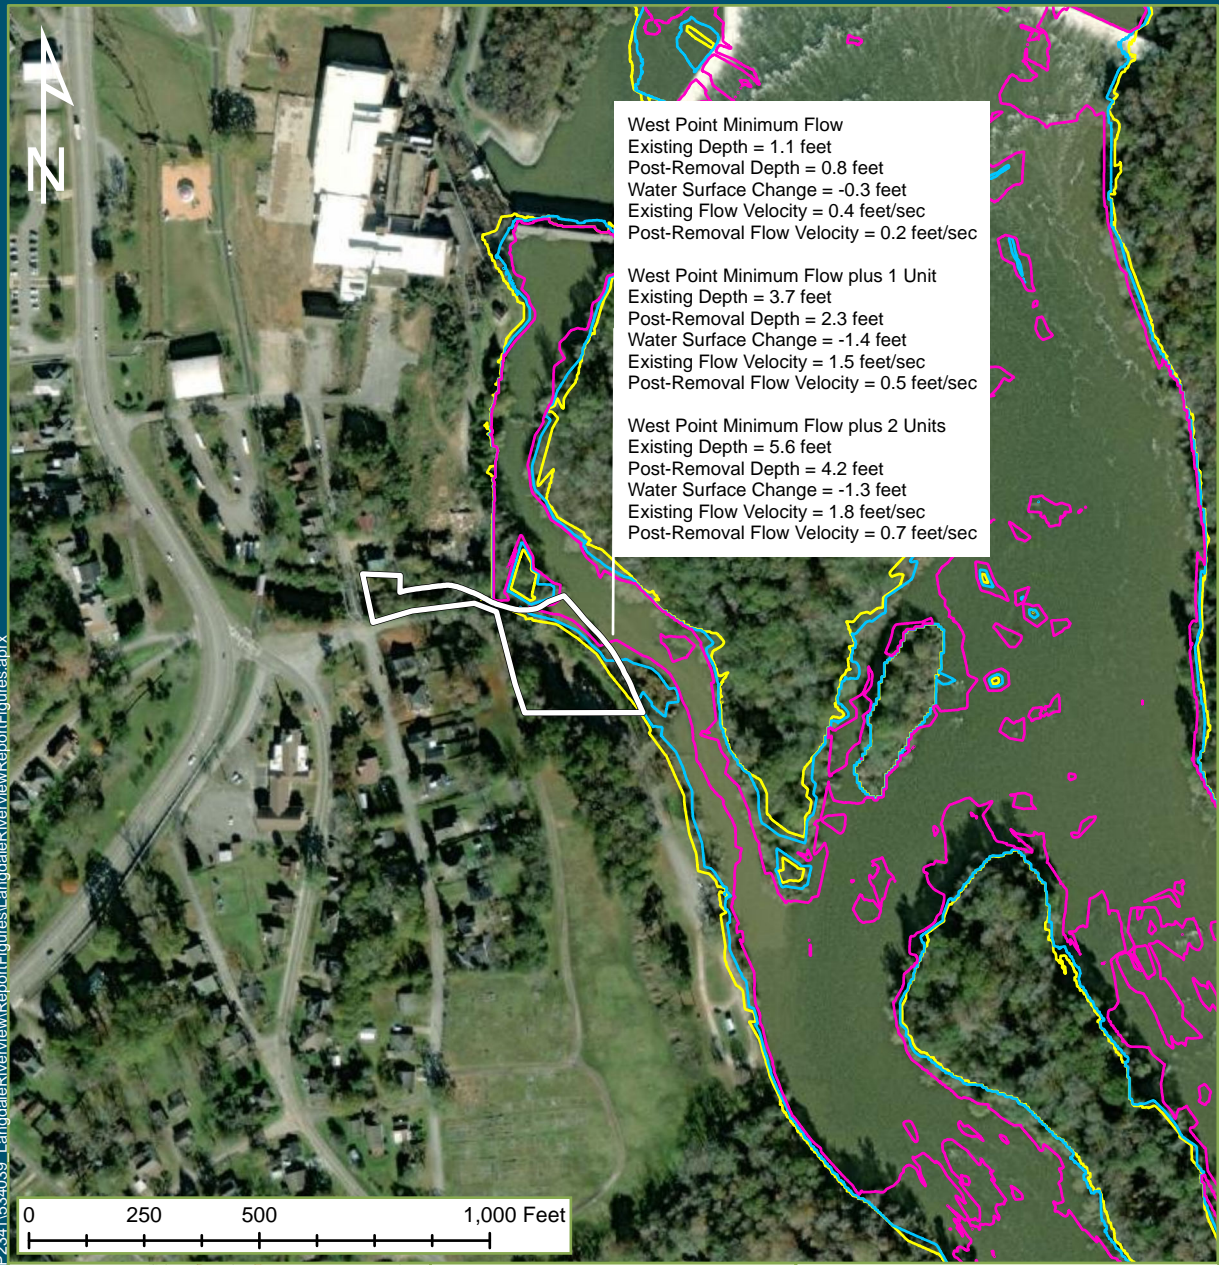 N
West Point Minimum Flow
Existing Depth = 1.1 feet
Post-Removal Depth = 0.8 feet
Water Surface Change = -0.3 feet
Existing Flow Velocity = 0.4 feet/sec
Post-Removal Flow Velocity = 0.2 feet/sec
West Point Minimum Flow plus 1 Unit
Existing Depth = 3.7 feet
Post-Removal Depth = 2.3 feet
Water Surface Change = -1.4 feet
Existing Flow Velocity = 1.5 feet/sec
Post-Removal Flow Velocity = 0.5 feet/sec
West Point Minimum Flow plus 2 Units
Existing Depth = 5.6 feet
Post-Removal Depth = 4.2 feet
Water Surface Change = -1.3 feet
Existing Flow Velocity = 1.8 feet/sec
Post-Removal Flow Velocity = 0.7 feet/sec
P2341\534039_LangdaleRiverview\ReportFigures\LangdaleRiverviewReportFigures.aprx
0 250 500 1,000 Feet